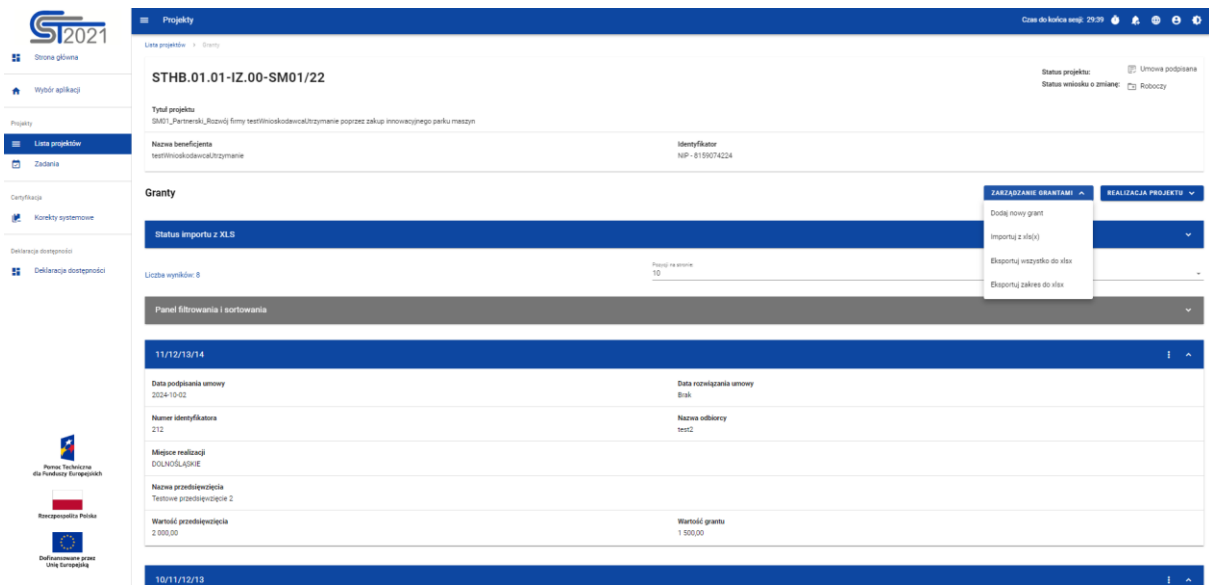 CST2021
Projekty
Czas do końca sesji: 29:39
Strona główna
Wybór aplikacji
Projekty
Lista projektów
Zadania
Certyfikacja
Korekty systemowe
Deklaracja dostępności
Deklaracja dostępności
Pomoc Techniczna
dla Funduszy Europejskich
Rzeczpospolita Polska
Dofinansowane przez
Unię Europejską
Lista projektów > Granty
STHB.01.01-IZ.00-SM01/22
Status projektu: Umowa podpisana
Status wniosku o zmianę: Roboczy
Tytuł projektu
SM01_Partnerski_Rozwój firmy testWnioskodawcaUtrzymanie poprzez zakup innowacyjnego parku maszyn
Nazwa beneficjenta
testWnioskodawcaUtrzymanie
Identyfikator
NIP - 8159074224
Granty
ZARZĄDZANIE GRANTAMI
REALIZACJA PROJEKTU
Dodaj nowy grant
Importuj z xls(x)
Eksportuj wszystko do xlsx
Eksportuj zakres do xlsx
Status importu z XLS
Liczba wyników: 8
Pozycji na stronie:
10
Panel filtrowania i sortowania
11/12/13/14
Data podpisania umowy
2024-10-02
Data rozwiązania umowy
Brak
Numer identyfikatora
212
Nazwa odbiorcy
test2
Miejsce realizacji
DOLNOŚLĄSKIE
Nazwa przedsięwzięcia
Testowe przedsięwzięcie 2
Wartość przedsięwzięcia
2 000,00
Wartość grantu
1 500,00
10/11/12/13